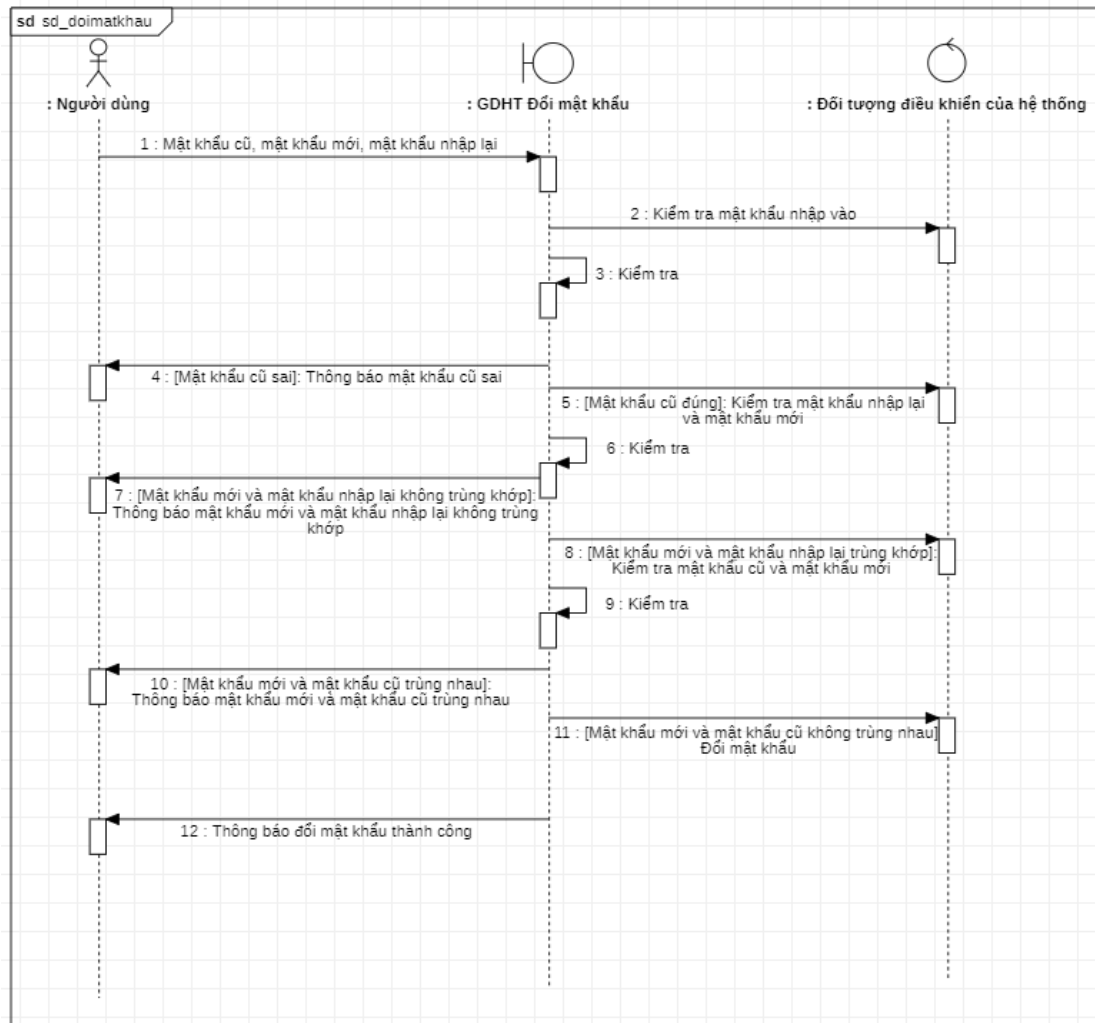 sd sd_doimatkhau
: Người dùng
: GDHT Đổi mật khẩu
: Đối tượng điều khiển của hệ thống
1 : Mật khẩu cũ, mật khẩu mới, mật khẩu nhập lại
2 : Kiểm tra mật khẩu nhập vào
3 : Kiểm tra
4 : [Mật khẩu cũ sai]: Thông báo mật khẩu cũ sai
5 : [Mật khẩu cũ đúng]: Kiểm tra mật khẩu nhập lại
và mật khẩu mới
6 : Kiểm tra
7 : [Mật khẩu mới và mật khẩu nhập lại không trùng khớp]:
Thông báo mật khẩu mới và mật khẩu nhập lại không trùng
khớp
8 : [Mật khẩu mới và mật khẩu nhập lại trùng khớp]:
Kiểm tra mật khẩu cũ và mật khẩu mới
9 : Kiểm tra
10 : [Mật khẩu mới và mật khẩu cũ trùng nhau]:
Thông báo mật khẩu mới và mật khẩu cũ trùng nhau
11 : [Mật khẩu mới và mật khẩu cũ không trùng nhau]
Đổi mật khẩu
12 : Thông báo đổi mật khẩu thành công